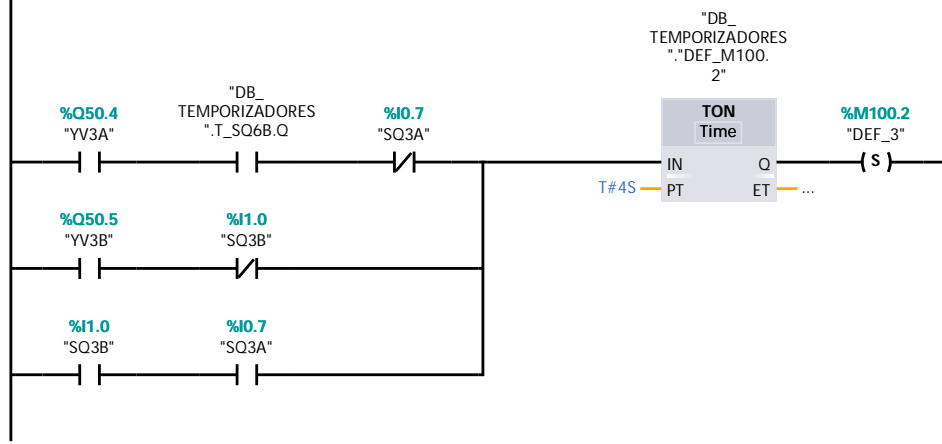 "DB_
TEMPORIZADORES
"."DEF_M100.
2"
"DB_
TEMPORIZADORES
".T_SQ6B.Q
%Q50.4
"YV3A"
%I0.7
"SQ3A"
TON
Time
%M100.2
"DEF_3"
S
IN
Q
T#4S
PT
ET
...
%Q50.5
"YV3B"
%I1.0
"SQ3B"
%I1.0
"SQ3B"
%I0.7
"SQ3A"